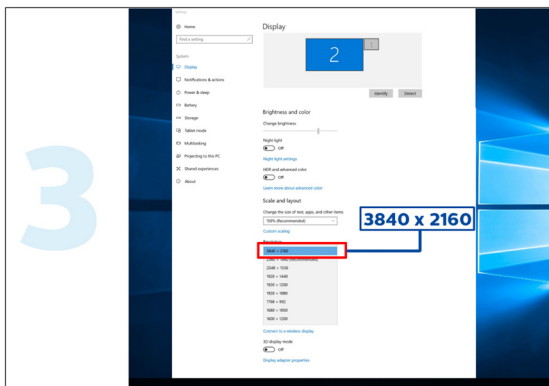 Settings
3
Home
Find a setting
System
Display
Notifications & actions
Power & sleep
Battery
Storage
Tablet mode
Multitasking
Projecting to this PC
Shared experiences
About
Display
2
1
Identify
Detect
Brightness and color
Change brightness
Night light
Off
Night light settings
HDR and advanced color
Off
Learn more about advanced color
Scale and layout
Change the size of text, apps, and other items
Custom scaling
3840 × 2160
3840 x 2160
2048 × 1536
1920 × 1440
1920 × 1200
1920 × 1080
1680 × 1050
1600 × 1200
Connect to a wireless display
3D display mode
Off
Display adapter properties